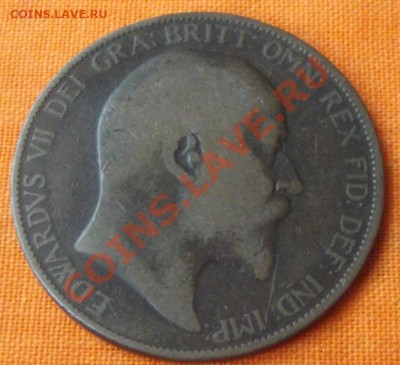 COINS.LAVE.RU
EDWARDVS VII DEI GRA: BRITT: OMN: REX FID: DEF: IND: IMP:
COINS.LAVE.RU